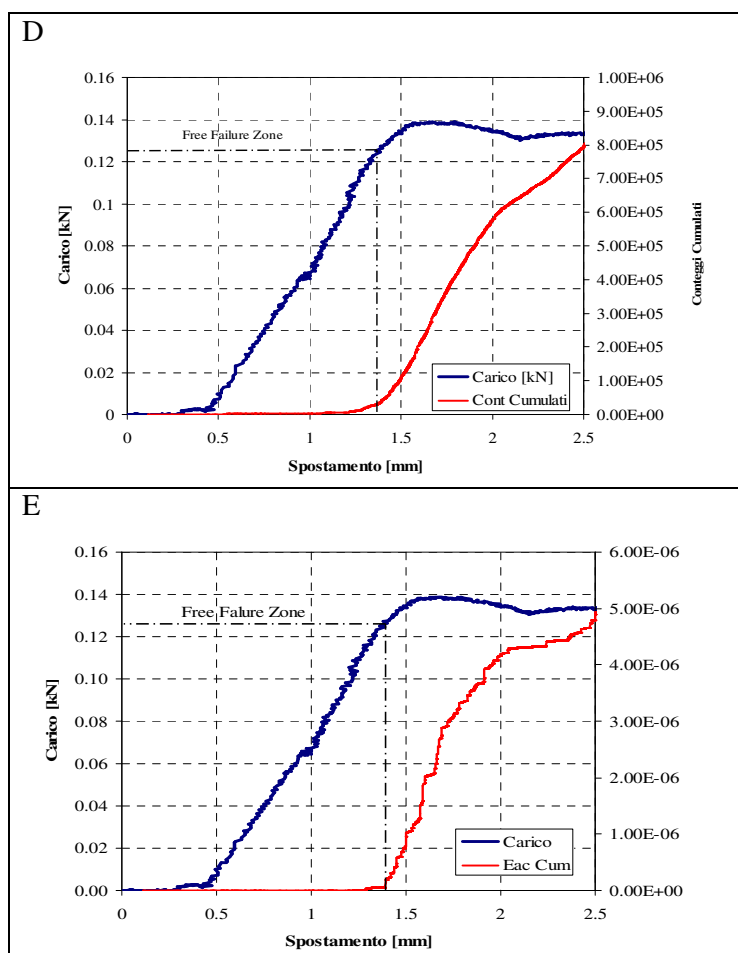 D
0.16
0.14
0.12
0.1
0.08
0.06
0.04
0.02
0
Carico [kN]
Free Failure Zone
1.00E+06
9.00E+05
8.00E+05
7.00E+05
6.00E+05
5.00E+05
4.00E+05
3.00E+05
2.00E+05
1.00E+05
0.00E+00
Conteggi Cumulati
Carico [kN]
Cont Cumulati
0 0.5 1 1.5 2 2.5
Spostamento [mm]
E
0.16
0.14
0.12
0.10
0.08
0.06
0.04
0.02
0.00
Carico [kN]
Free Falure Zone
6.00E-06
5.00E-06
4.00E-06
3.00E-06
2.00E-06
1.00E-06
0.00E+00
Carico
Eac Cum
0 0.5 1 1.5 2 2.5
Spostamento [mm]